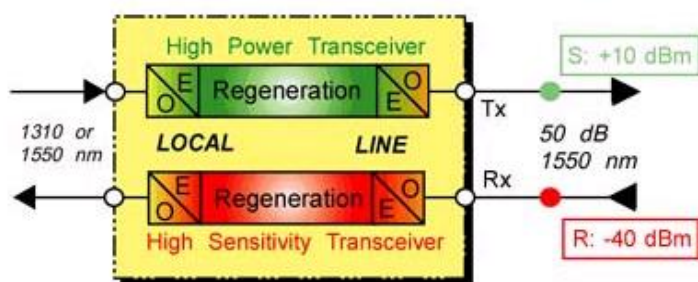 High Power Transceiver
S: +10 dBm
E
O
Regeneration
O
E
Tx
1310 or
1550 nm
LOCAL
LINE
50 dB
1550 nm
Rx
E
O
Regeneration
O
E
High Sensitivity Transceiver
R: -40 dBm